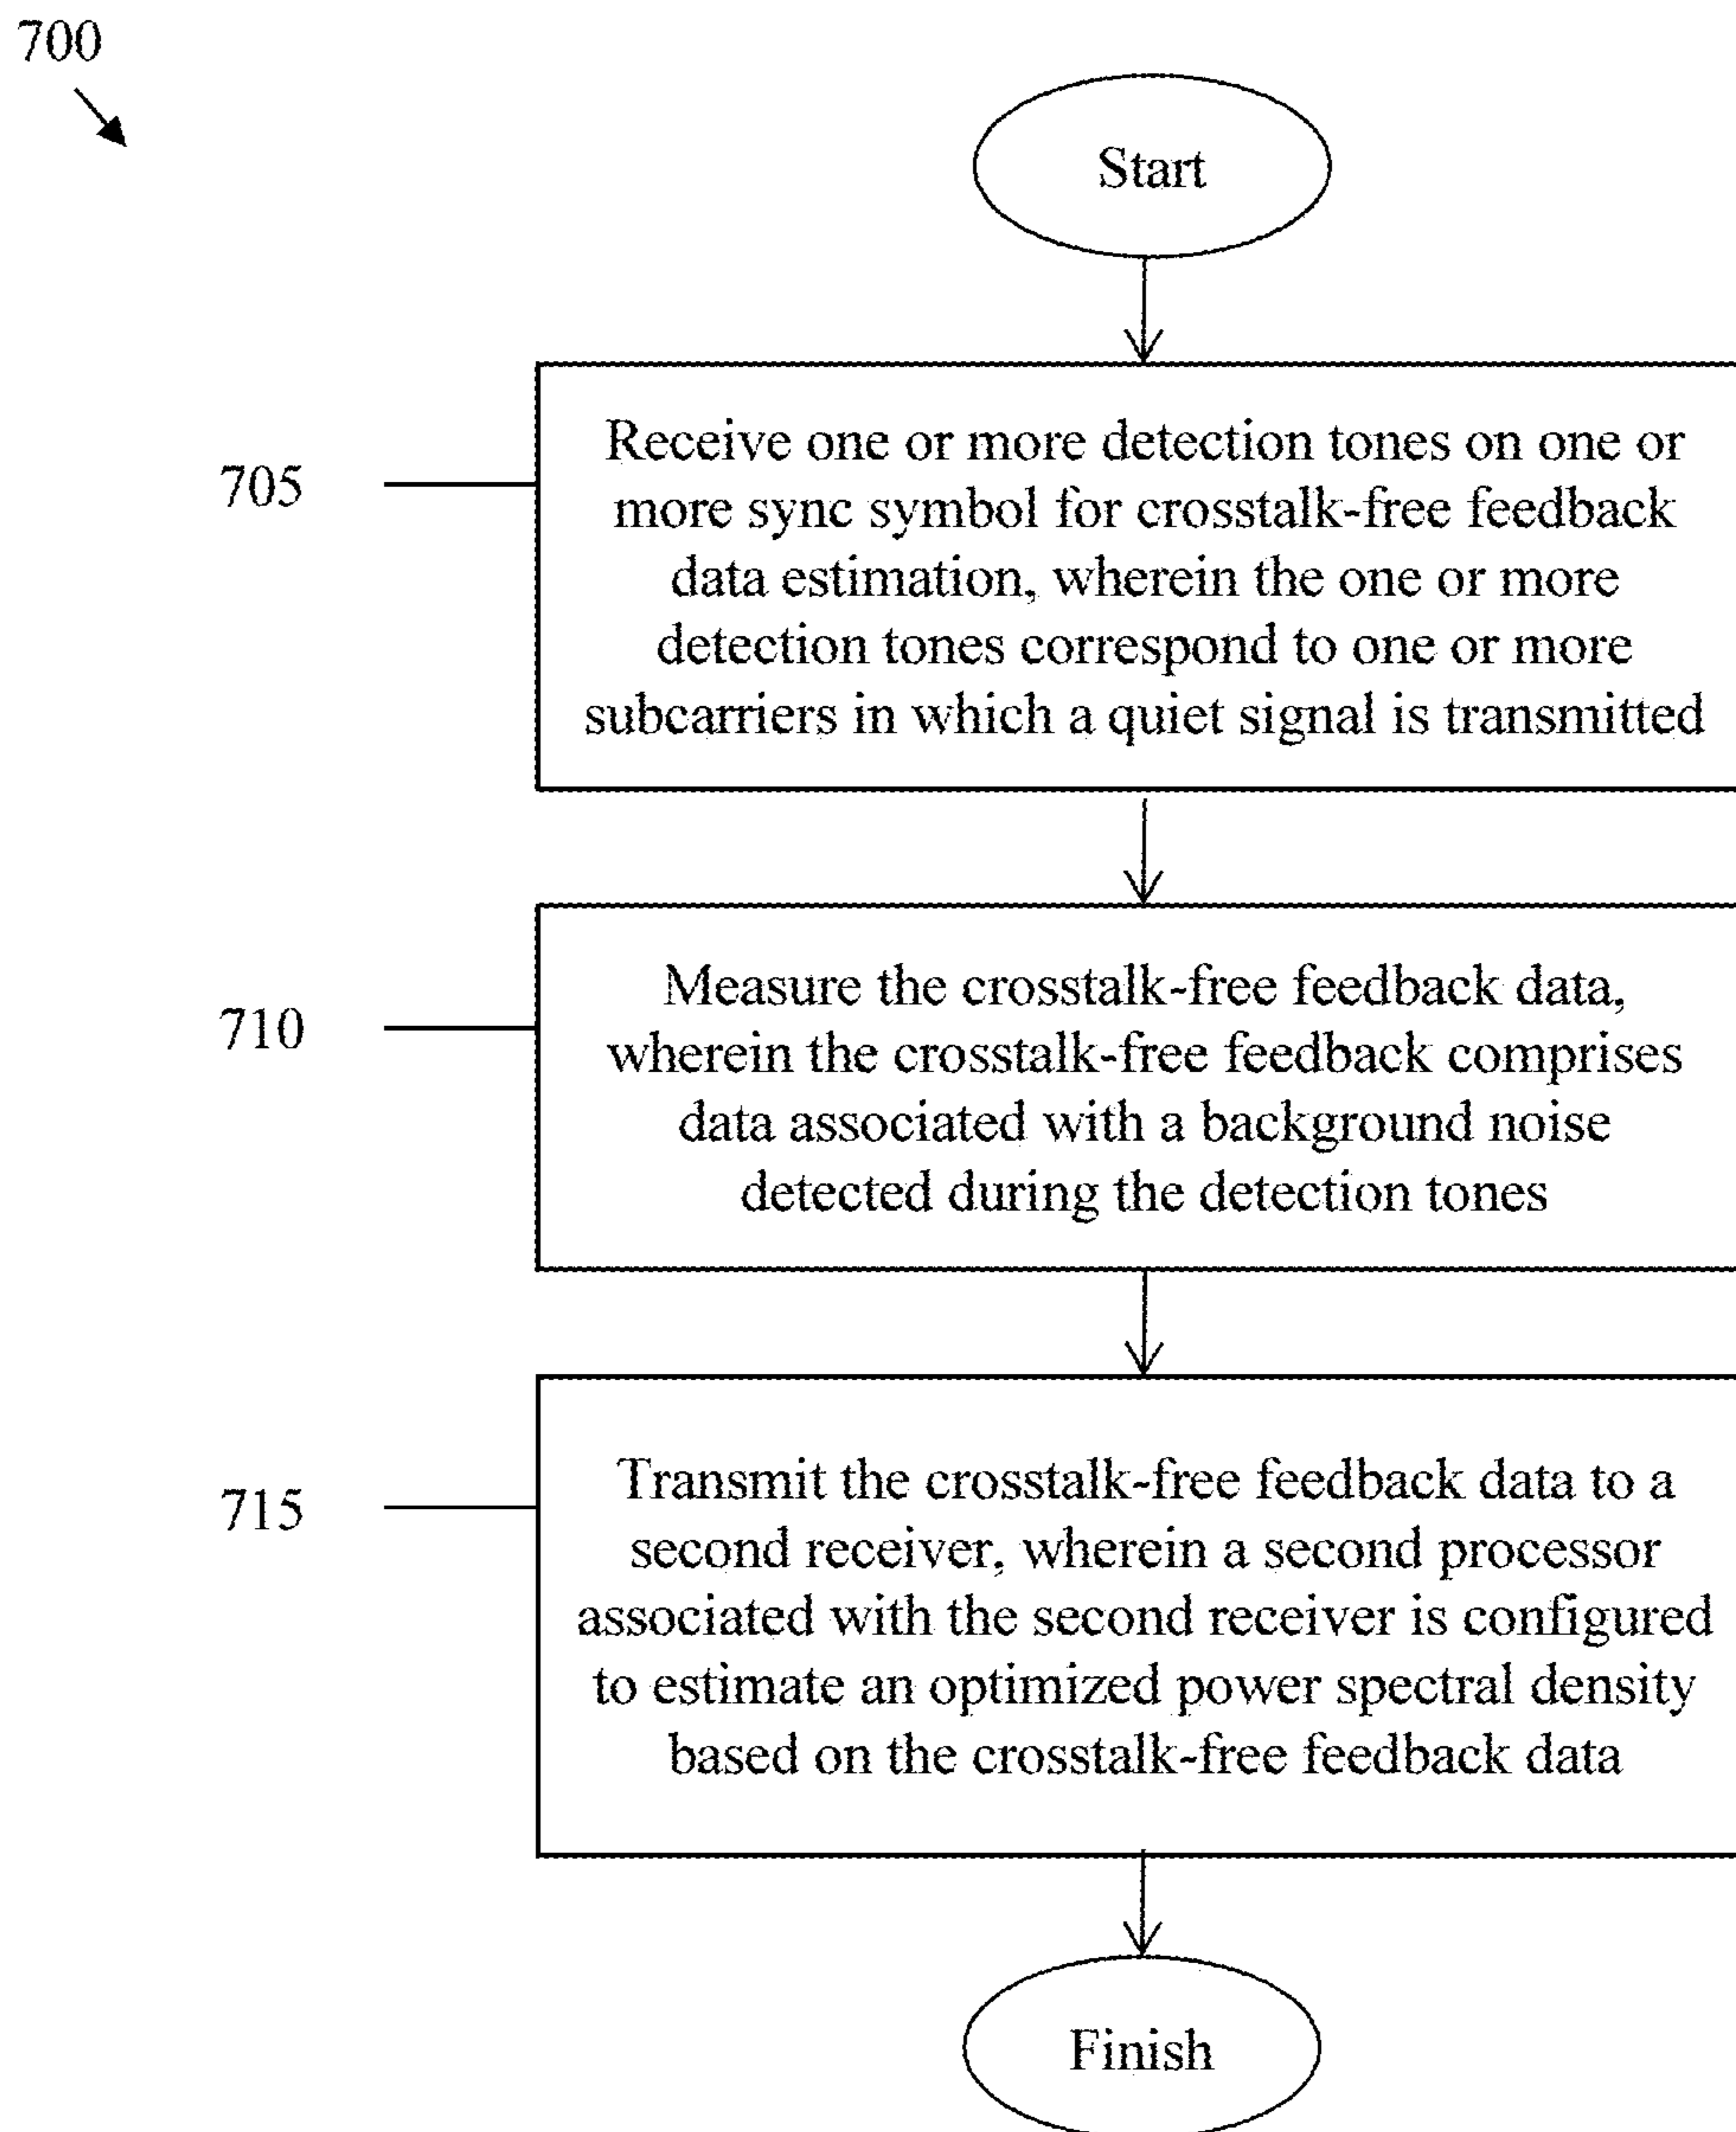 700
Start
705
Receive one or more detection tones on one or
more sync symbol for crosstalk-free feedback
data estimation, wherein the one or more
detection tones correspond to one or more
subcarriers in which a quiet signal is transmitted
710
Measure the crosstalk-free feedback data,
wherein the crosstalk-free feedback comprises
data associated with a background noise
detected during the detection tones
715
Transmit the crosstalk-free feedback data to a
second receiver, wherein a second processor
associated with the second receiver is configured
to estimate an optimized power spectral density
based on the crosstalk-free feedback data
Finish